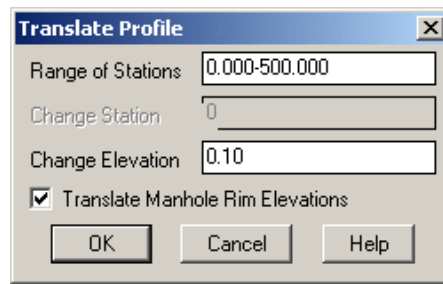 Translate Profile
Range of Stations 0.000-500.000
Change Station 0
Change Elevation 0.10
Translate Manhole Rim Elevations
OK Cancel Help